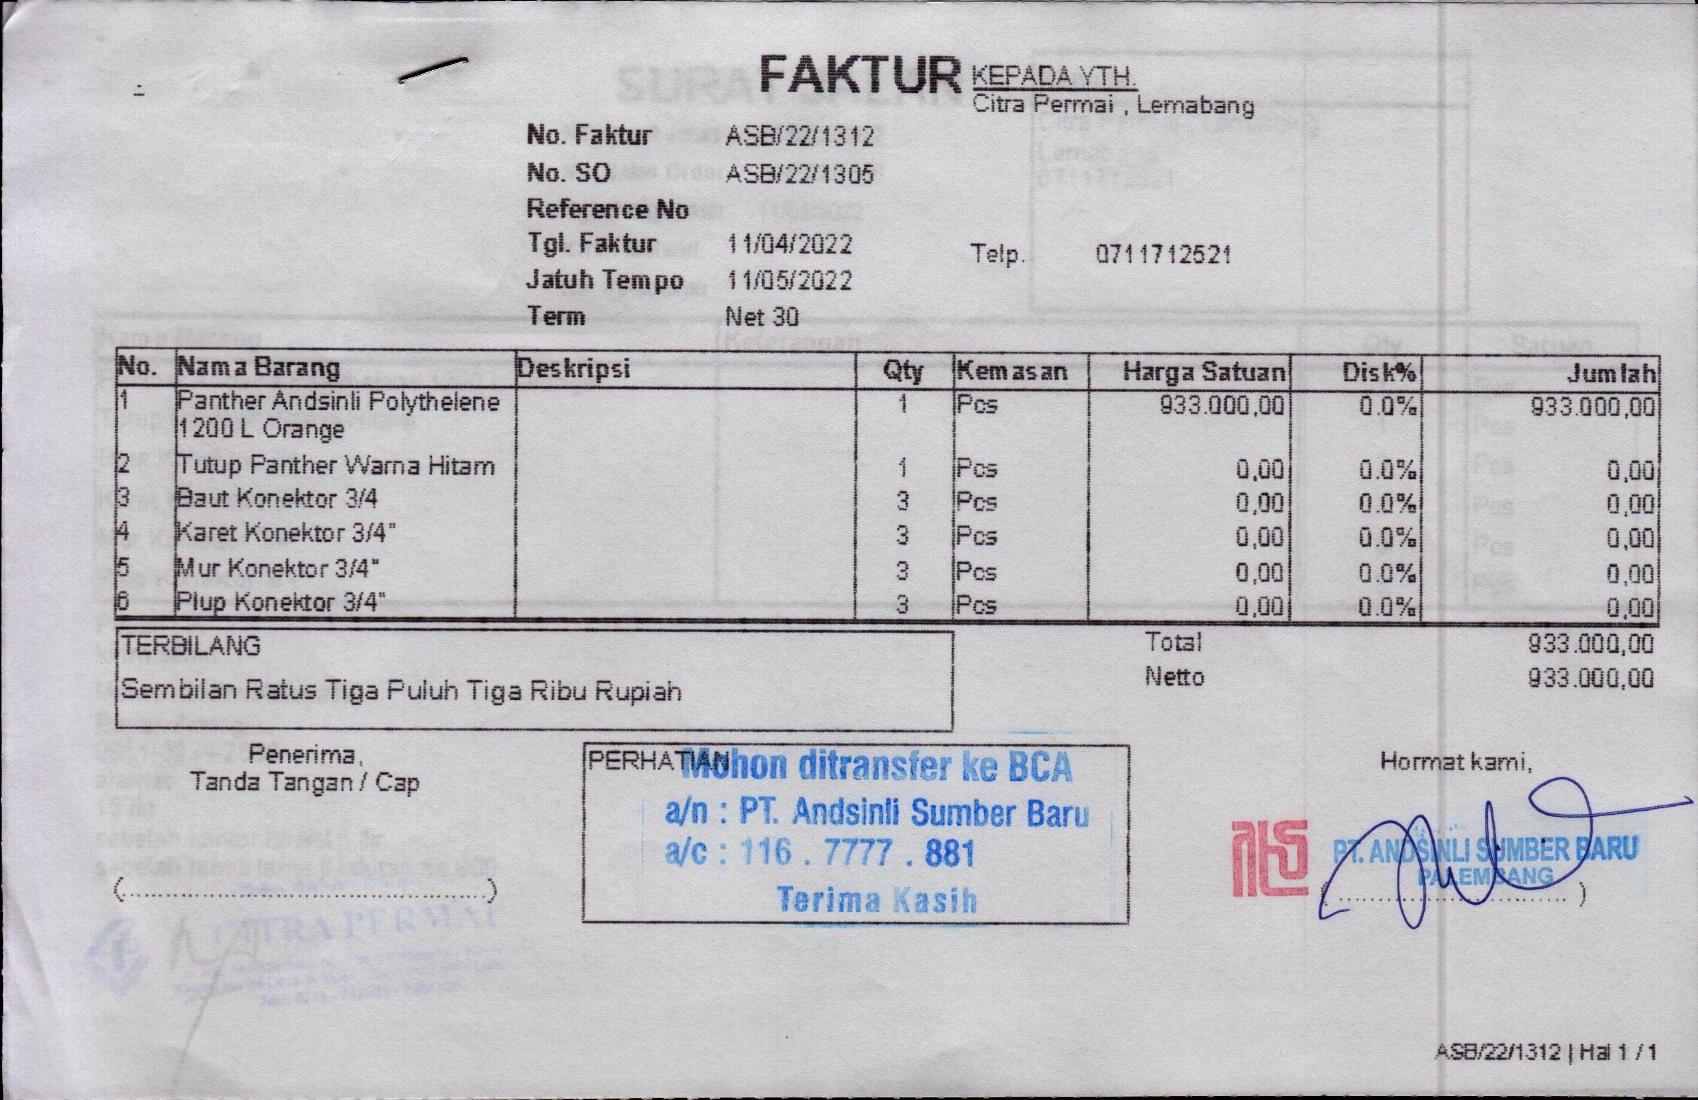 FAKTUR
KEPADA YTH.
Citra Permai , Lemabang
No. Faktur ASB/22/1312
No. SO ASB/22/1305
Reference No
Tgl. Faktur 11/04/2022
Telp. 0711712521
Jatuh Tempo 11/05/2022
Term Net 30
No. Nama Barang Deskripsi Qty Kemasan Harga Satuan Disk% Jumlah
1 Panther Andsinli Polythelene 1 Pcs 933.000,00 0.0% 933.000,00
1200 L Orange
2 Tutup Panther Warna Hitam 1 Pcs 0,00 0.0% 0,00
3 Baut Konektor 3/4 3 Pcs 0,00 0.0% 0,00
4 Karet Konektor 3/4" 3 Pcs 0,00 0.0% 0,00
5 Mur Konektor 3/4" 3 Pcs 0,00 0.0% 0,00
6 Plup Konektor 3/4" 3 Pcs 0,00 0.0% 0,00
TERBILANG
Sembilan Ratus Tiga Puluh Tiga Ribu Rupiah
Total 933.000,00
Netto 933.000,00
Penerima,
Tanda Tangan / Cap
(........................................)
PERHATIAN
Mohon ditransfer ke BCA
a/n : PT. Andsinli Sumber Baru
a/c : 116 . 7777 . 881
Terima Kasih
Hormat kami,
PT. ANDSINLI SUMBER BARU
PALEMBANG
(..............................)
CITRA PERMAI
ASB/22/1312 | Hal 1 / 1